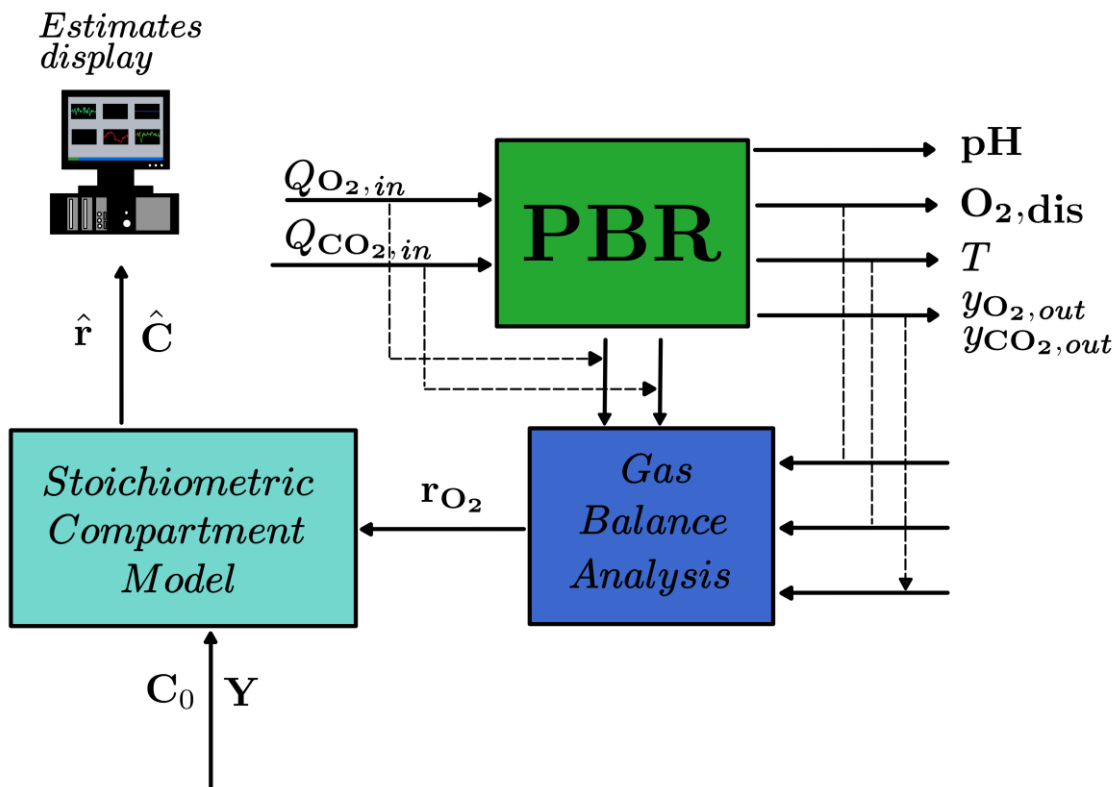 Estimates
display
Q_{O_2,in}
Q_{CO_2,in}
PBR
pH
O_2,dis
T
y_{O_2,out}
y_{CO_2,out}
r̂ Ĉ
Stoichiometric
Compartment
Model
r_{O_2}
Gas
Balance
Analysis
C_0 Y